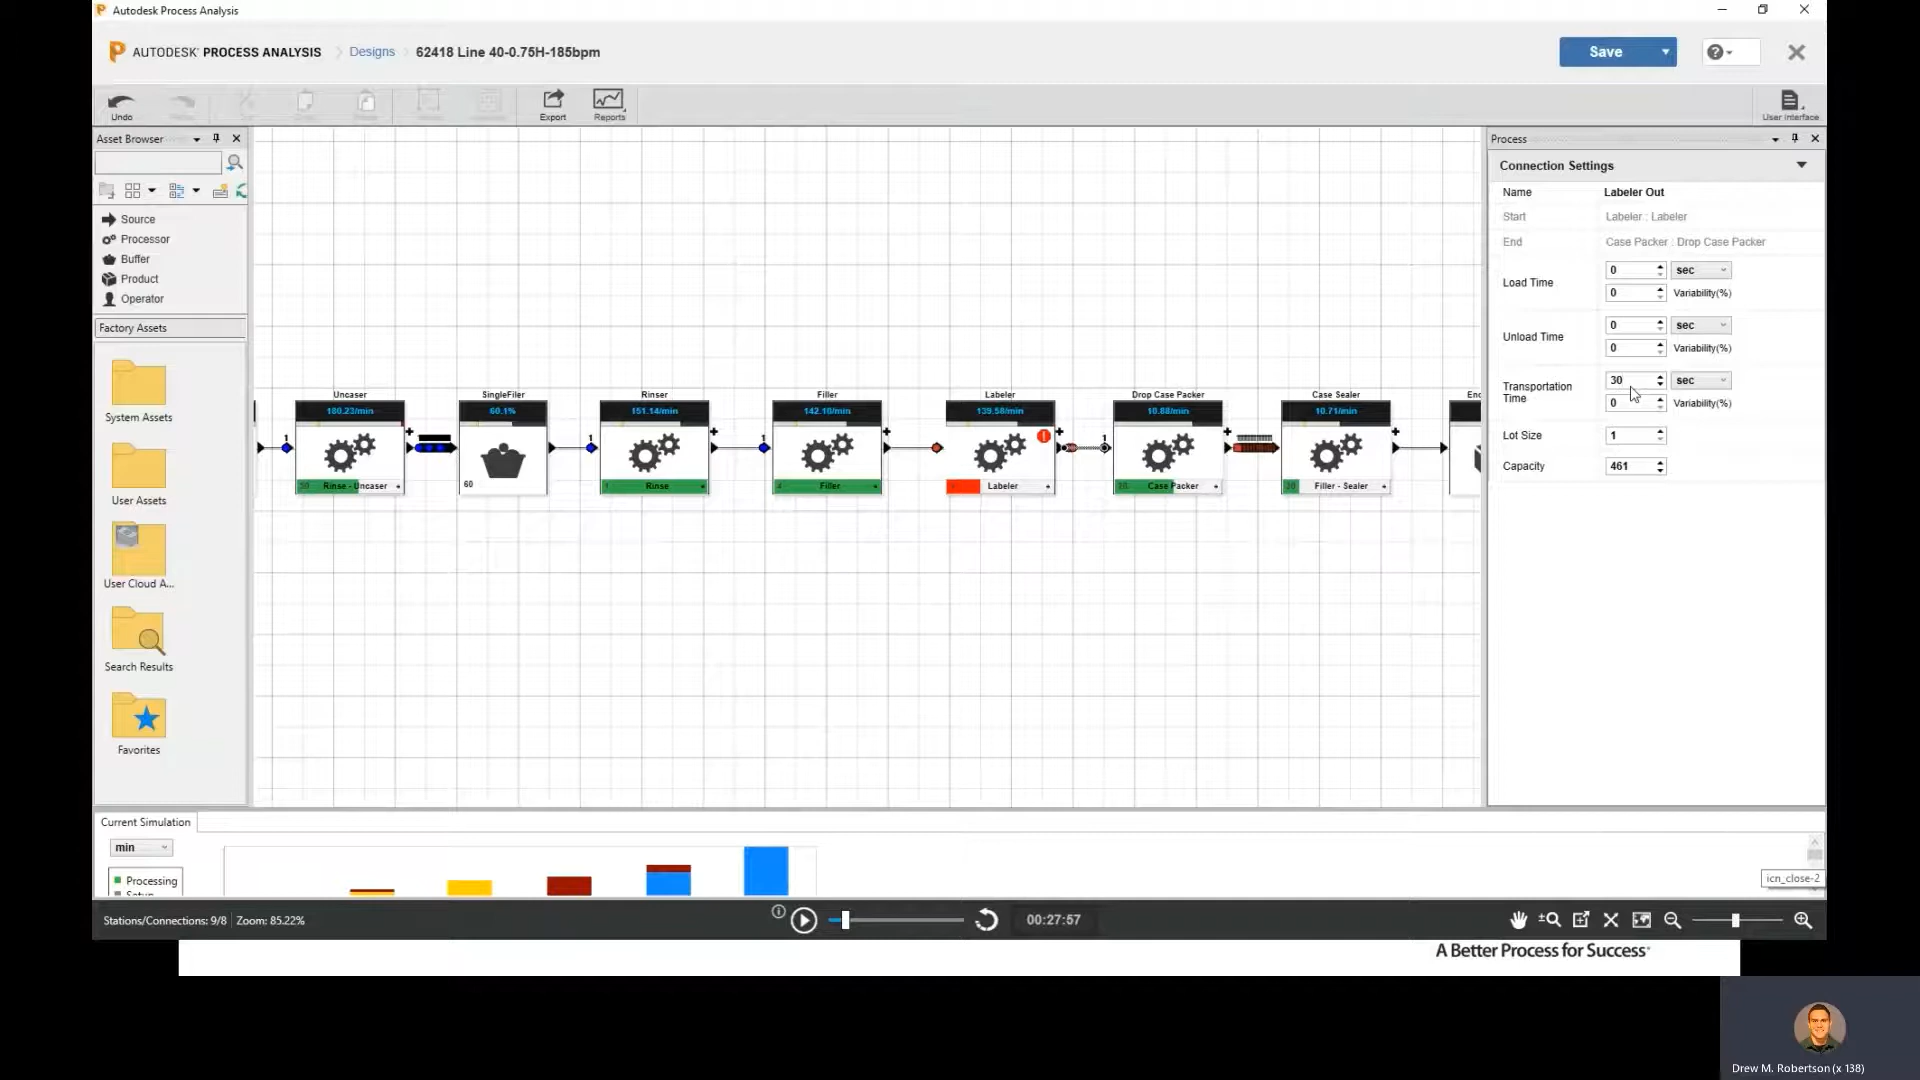 Autodesk Process Analysis
AUTODESK® PROCESS ANALYSIS
Designs
62418 Line 40-0.75H-185bpm
Save
Undo
Export
Reports
User Interface
Asset Browser
Source
Processor
Buffer
Product
Operator
Factory Assets
System Assets
User Assets
User Cloud A...
Search Results
Favorites
Uncaser
180.23/min
Rinse - Uncaser
SingleFiler
60.1%
60
1
Rinser
151.14/min
1
Rinse
1
Filler
142.10/min
Filler
Labeler
139.58/min
Labeler
1
Drop Case Packer
10.88/min
Case Packer
Case Sealer
10.71/min
Filler - Sealer
1
Process
Connection Settings
Name Labeler Out
Start Labeler : Labeler
End Case Packer : Drop Case Packer
Load Time
0 sec
0 Variability(%)
Unload Time
0 sec
0 Variability(%)
Transportation Time
30 sec
0 Variability(%)
Lot Size 1
Capacity 461
Current Simulation
min
Processing
icn_close-2
Stations/Connections: 9/8
Zoom: 85.22%
00:27:57
A Better Process for Success
Drew M. Robertson (x 138)